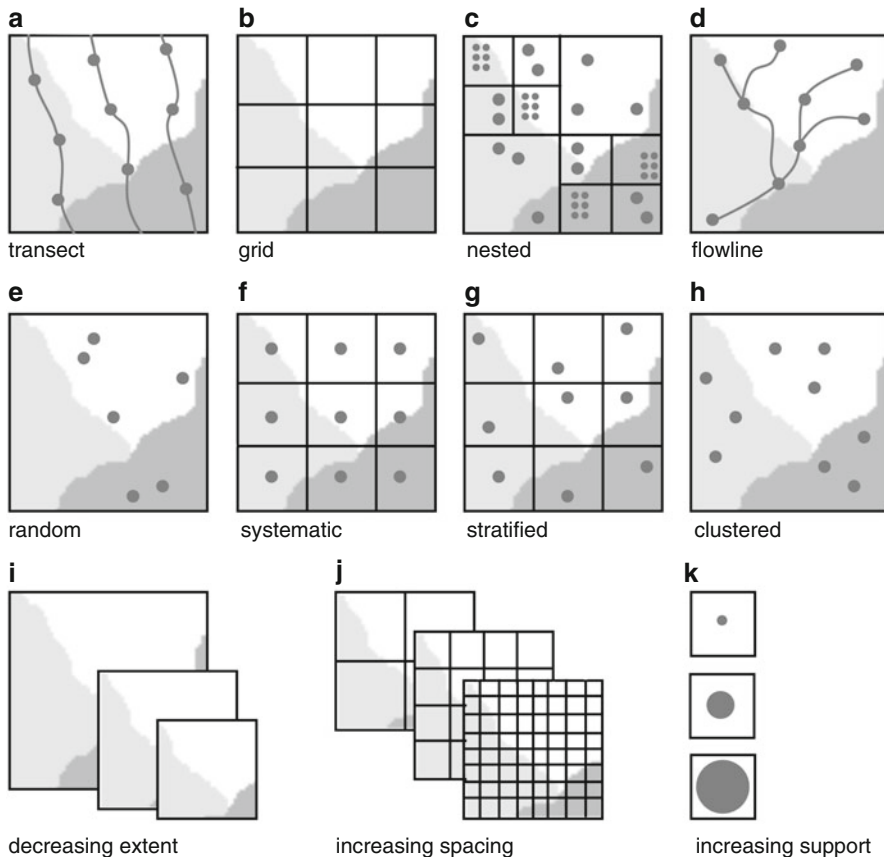 a b c d
transect grid nested flowline
e f g h
random systematic stratified clustered
i j k
decreasing extent increasing spacing increasing support